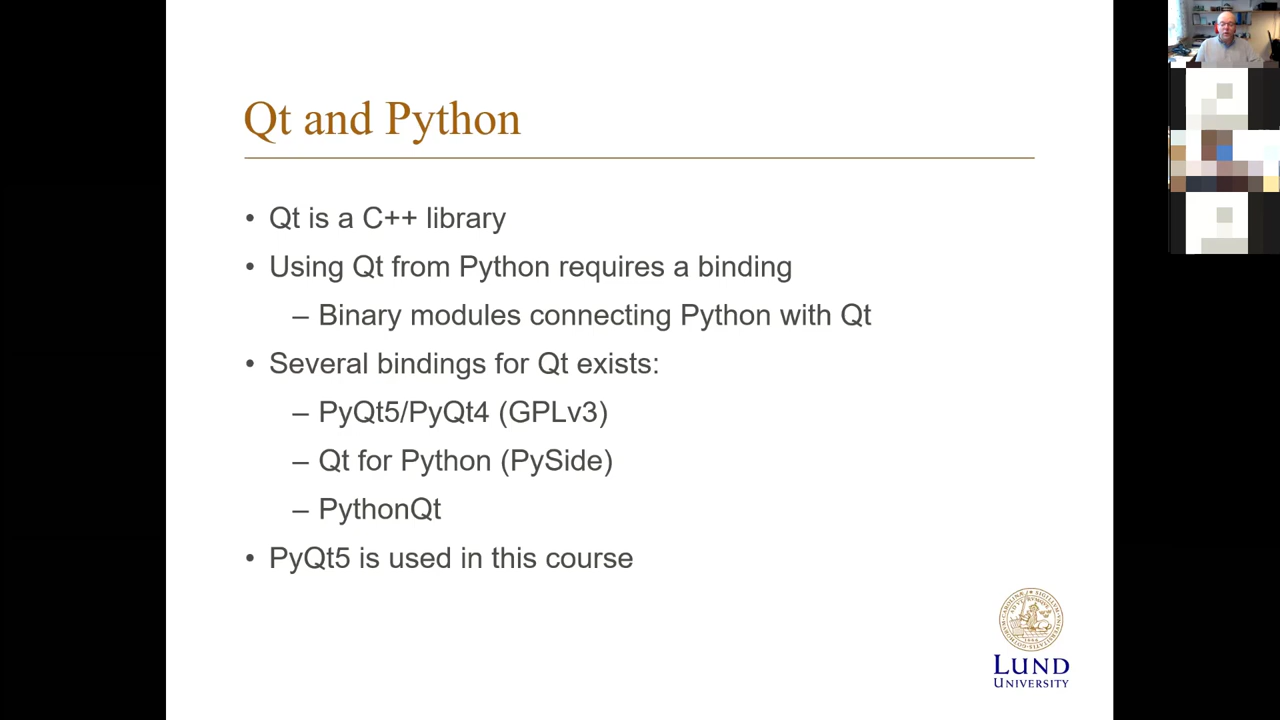 Qt and Python
• Qt is a C++ library
• Using Qt from Python requires a binding
– Binary modules connecting Python with Qt
• Several bindings for Qt exists:
– PyQt5/PyQt4 (GPLv3)
– Qt for Python (PySide)
– PythonQt
• PyQt5 is used in this course
LUND
UNIVERSITY